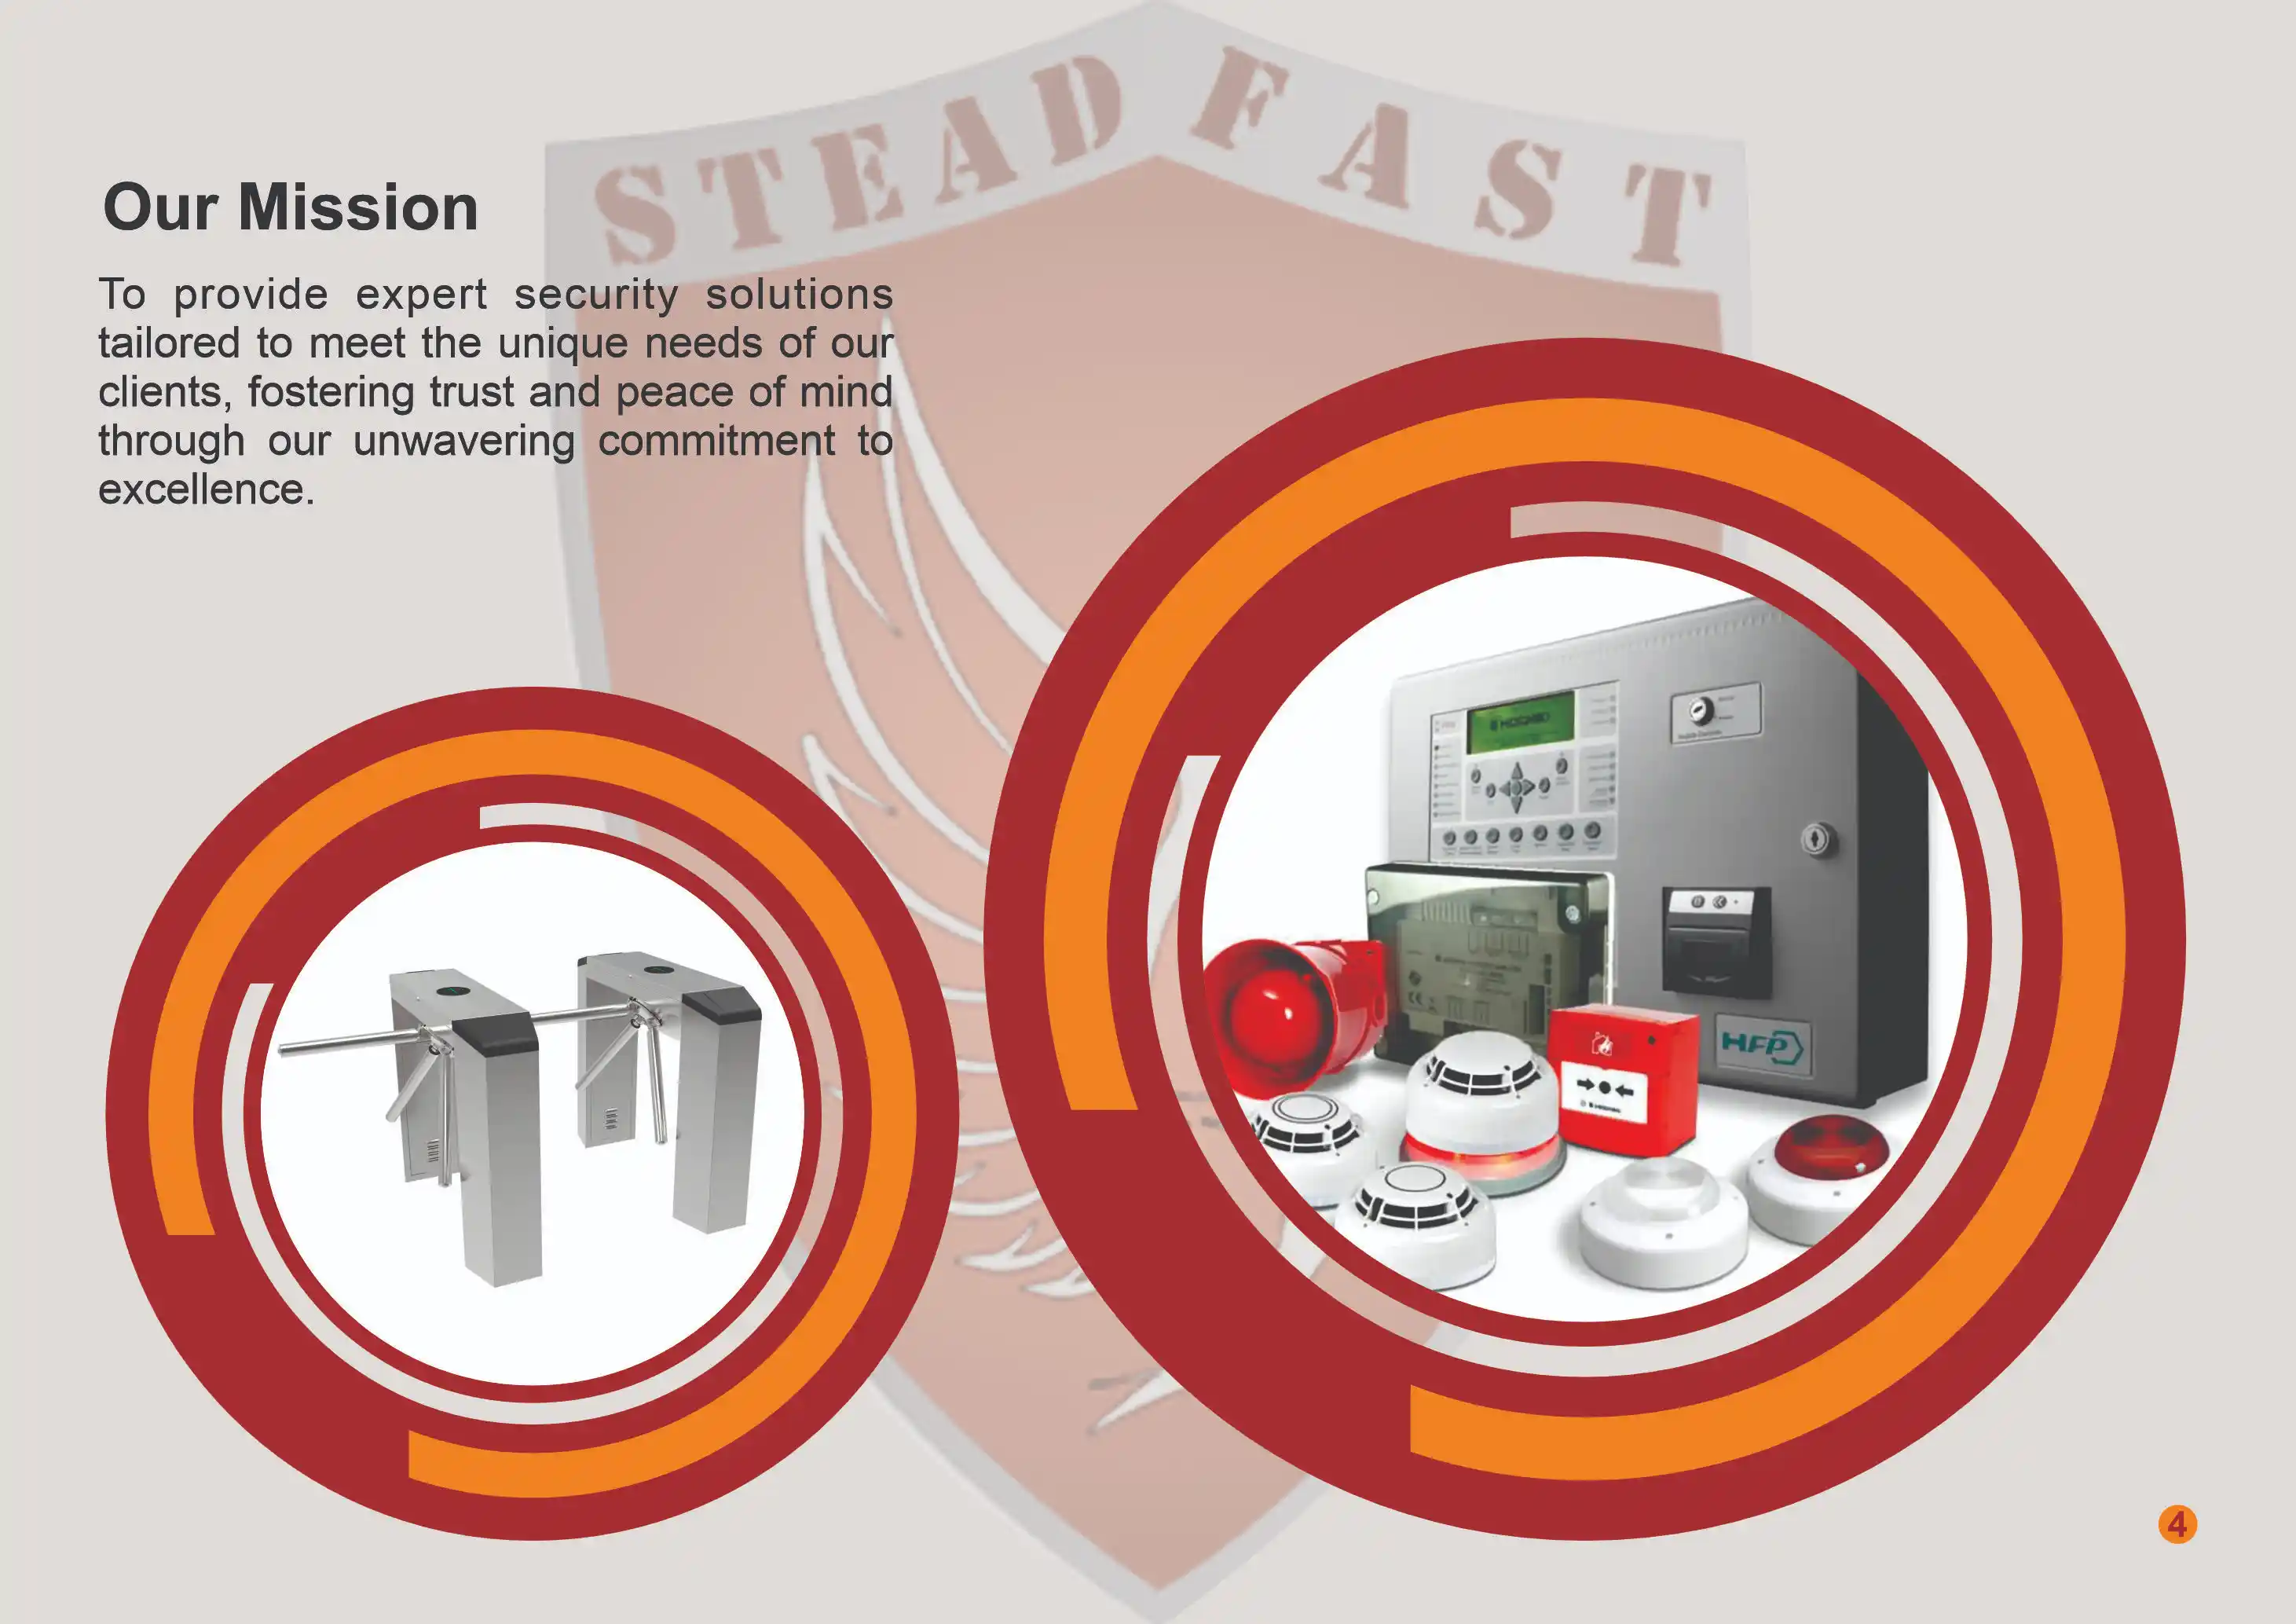 STEADFAST
Our Mission
To provide expert security solutions
tailored to meet the unique needs of our
clients, fostering trust and peace of mind
through our unwavering commitment to
excellence.
HFP
4